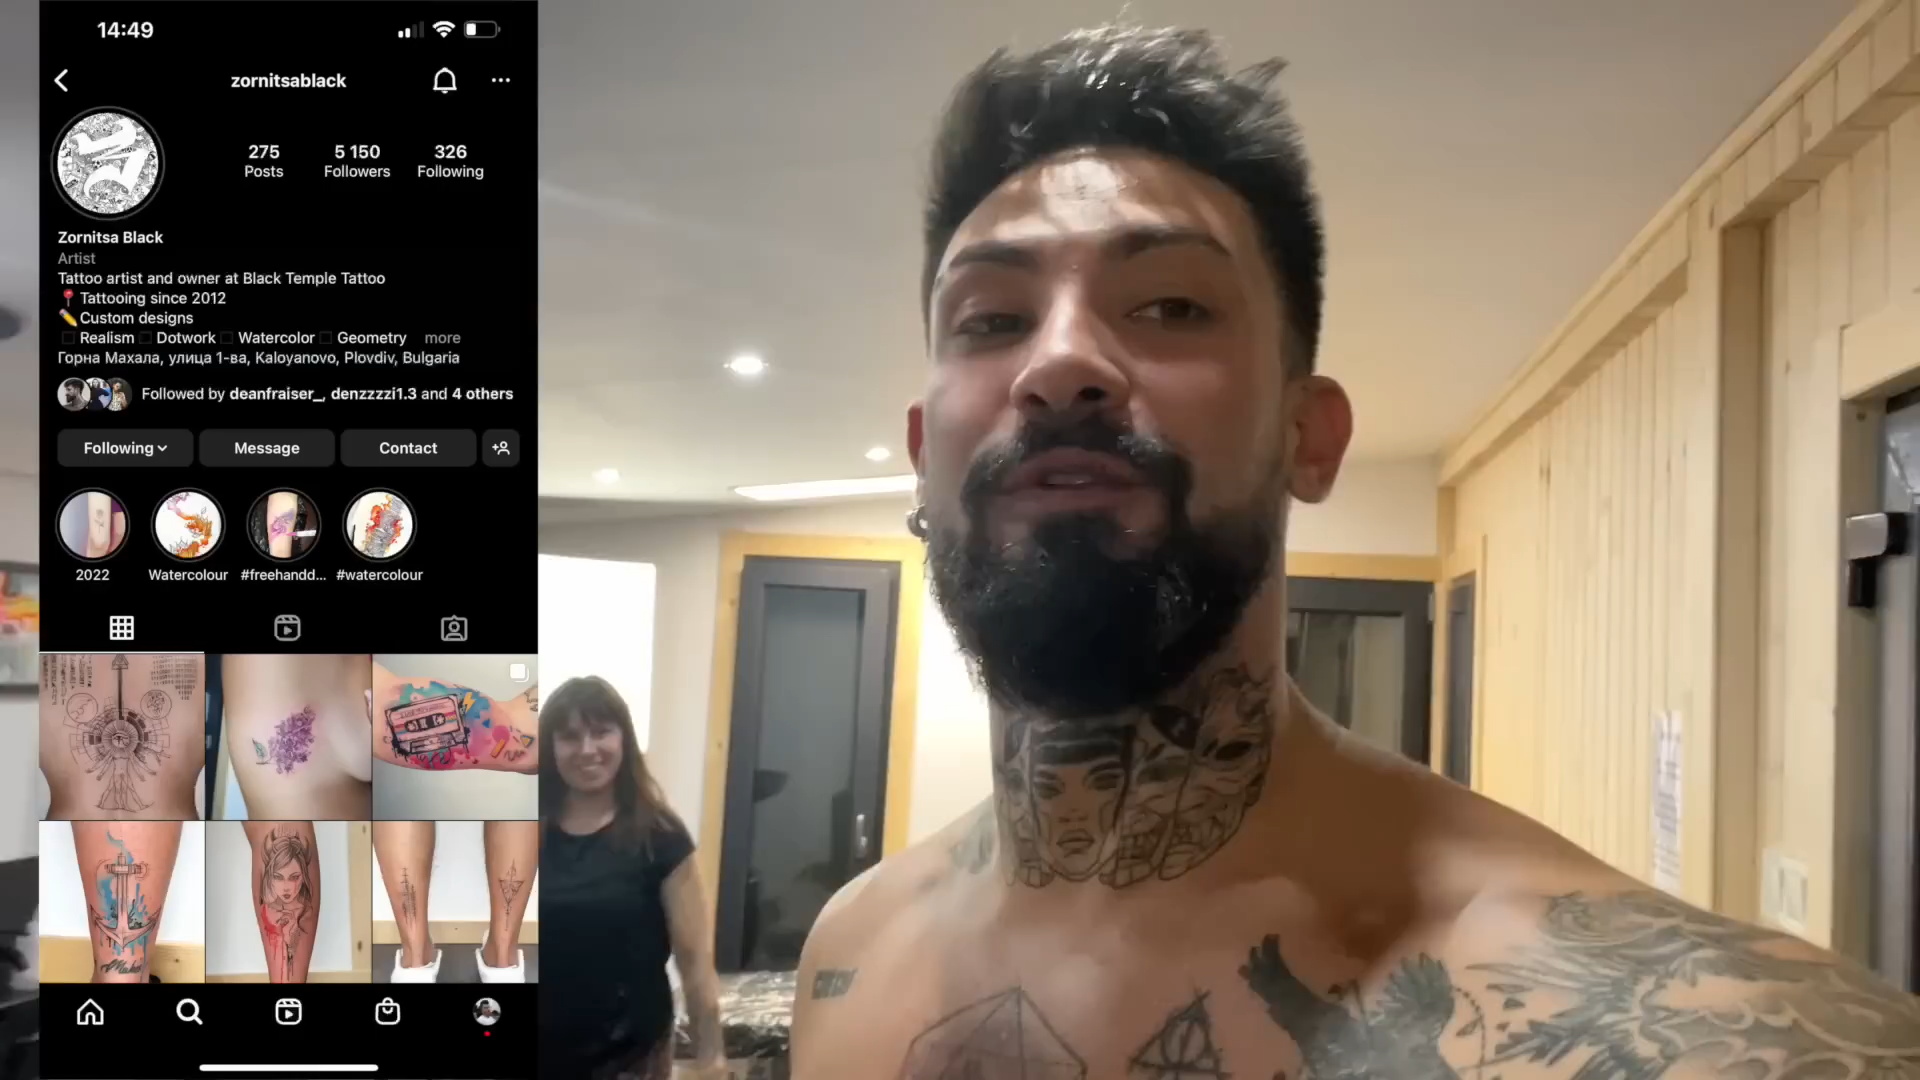 14:49
zornitsablack
275 5 150 326
Posts Followers Following
Zornitsa Black
Artist
Tattoo artist and owner at Black Temple Tattoo
📍 Tattooing since 2012
✏️ Custom designs
Realism Dotwork Watercolor Geometry more
Горна Махала, улица 1-ва, Kaloyanovo, Plovdiv, Bulgaria
Followed by deanfraiser_, denzzzzi1.3 and 4 others
Following Message Contact
2022 Watercolour #freehandd... #watercolour